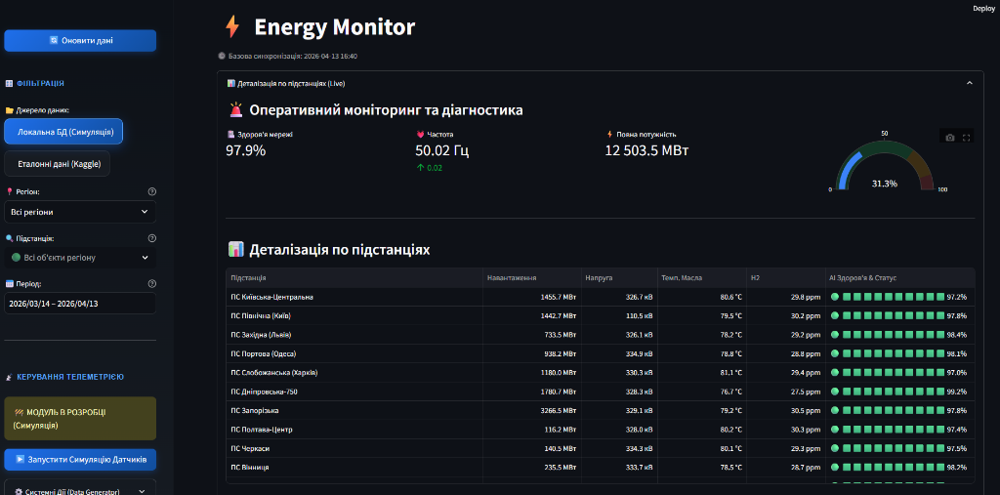 Deploy
Оновити дані
ФІЛЬТРАЦІЯ
Джерело даних:
Локальна БД (Симуляція)
Еталонні дані (Kaggle)
Регіон:
Всі регіони
Підстанція:
Всі об'єкти регіону
Період:
2026/03/14 – 2026/04/13
КЕРУВАННЯ ТЕЛЕМЕТРІЄЮ
МОДУЛЬ В РОЗРОБЦІ
(Симуляція)
Запустити Симуляцію Датчиків
Системні Дії (Data Generator)
Energy Monitor
Базова синхронізація: 2026-04-13 16:40
Деталізація по підстанціях (Live)
Оперативний моніторинг та діагностика
Здоров'я мережі
97.9%
Частота
50.02 Гц
0.02
Повна потужність
12 503.5 МВт
50
0
31.3%
100
Деталізація по підстанціях
Підстанція Навантаження Напруга Темп. Масла H2 AI Здоров'я & Статус
ПС Київська-Центральна 1455.7 МВт 326.7 кВ 80.6 °C 29.8 ppm 97.2%
ПС Північна (Київ) 1442.7 МВт 110.5 кВ 79.5 °C 30.2 ppm 97.8%
ПС Західна (Львів) 733.5 МВт 326.1 кВ 78.2 °C 29.2 ppm 98.4%
ПС Портова (Одеса) 938.2 МВт 334.9 кВ 78.8 °C 28.8 ppm 98.1%
ПС Слобожанська (Харків) 1180.0 МВт 330.3 кВ 81.1 °C 29.4 ppm 97.0%
ПС Дніпровська-750 1780.7 МВт 328.3 кВ 76.7 °C 27.5 ppm 99.2%
ПС Запорізька 3266.5 МВт 329.1 кВ 79.2 °C 30.5 ppm 97.8%
ПС Полтава-Центр 116.2 МВт 328.0 кВ 80.2 °C 30.3 ppm 97.4%
ПС Черкаси 140.5 МВт 334.3 кВ 80.1 °C 29.3 ppm 97.5%
ПС Вінниця 235.5 МВт 333.7 кВ 78.5 °C 28.7 ppm 98.2%